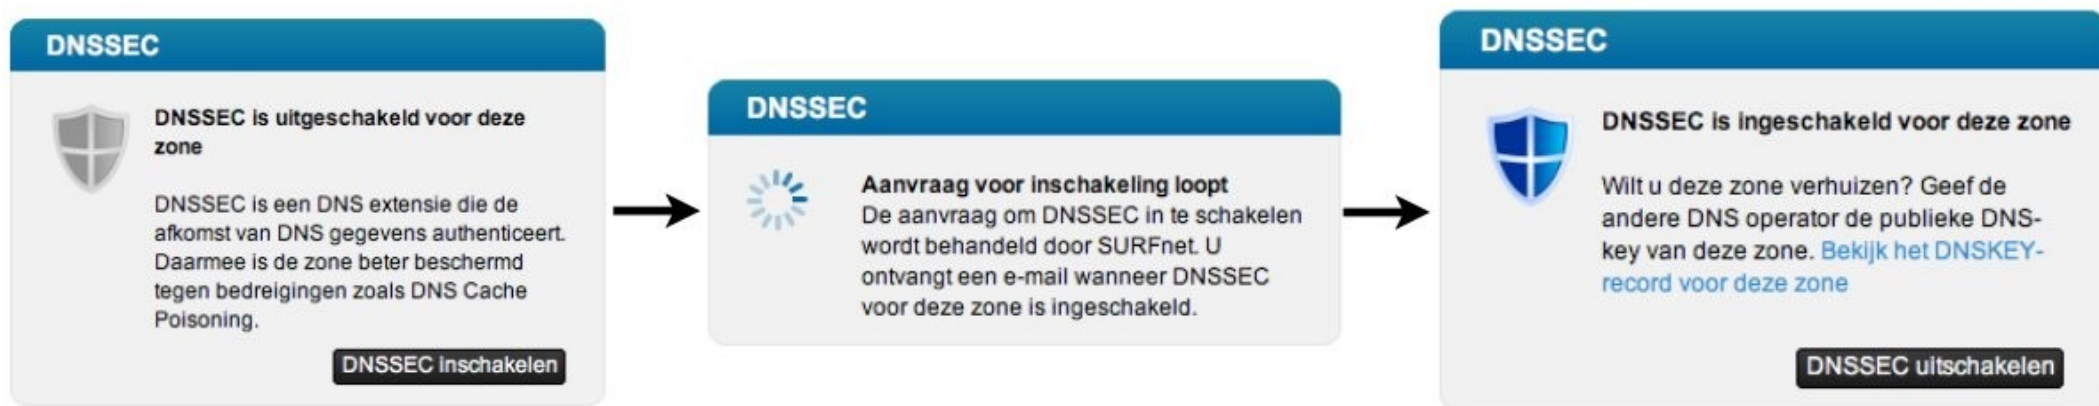 DNSSEC
DNSSEC is uitgeschakeld voor deze
zone
DNSSEC is een DNS extensie die de
afkomst van DNS gegevens authenticeert.
Daarmee is de zone beter beschermd
tegen bedreigingen zoals DNS Cache
Poisoning.
DNSSEC inschakelen
DNSSEC
Aanvraag voor inschakeling loopt
De aanvraag om DNSSEC in te schakelen
wordt behandeld door SURFnet. U
ontvangt een e-mail wanneer DNSSEC
voor deze zone is ingeschakeld.
DNSSEC
DNSSEC is ingeschakeld voor deze zone
Wilt u deze zone verhuizen? Geef de
andere DNS operator de publieke DNS-
key van deze zone. Bekijk het DNSKEY-
record voor deze zone
DNSSEC uitschakelen